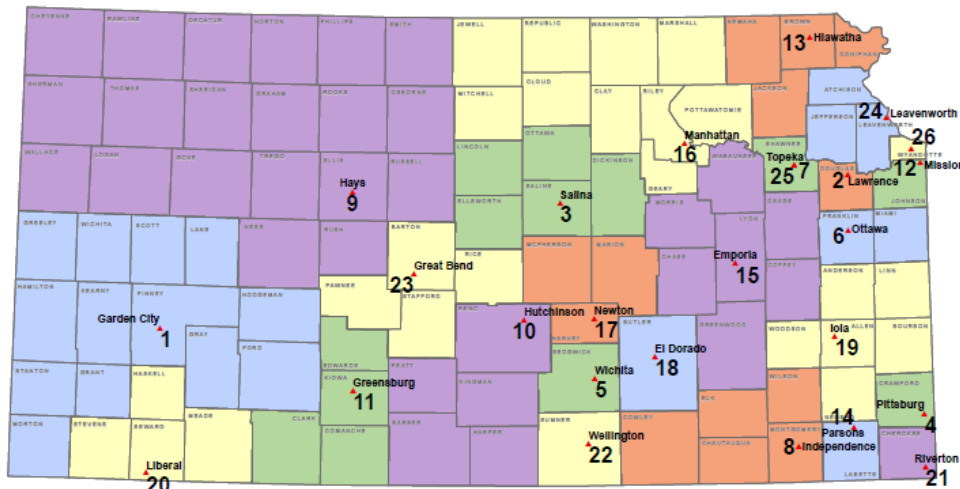 CHEYENNE RAWLINS DECATUR NORTON PHILLIPS SMITH JEWELL REPUBLIC WASHINGTON MARSHALL NEMAHA BROWN
13 Hiawatha
DONIPHAN
SHERMAN THOMAS SHERIDAN GRAHAM ROOKS OSBORNE MITCHELL CLOUD CLAY RILEY POTTAWATOMIE JACKSON ATCHISON
24 Leavenworth
JEFFERSON LEAVENWORTH
26
WYANDOTTE
OTTAWA
LINCOLN
Manhattan
16
SHAWNEE
Topeka 7
25
DOUGLAS
2 Lawrence
12 Mission
JOHNSON
WALLACE LOGAN GOVE TREGO ELLIS RUSSELL
Hays
9
ELLSWORTH
SALINE
Salina
3
DICKINSON
GEARY
WABAUNSEE
MORRIS
LYON
OSAGE
FRANKLIN MIAMI
6 Ottawa
GREELEY WICHITA SCOTT LANE NESS RUSH BARTON
Great Bend
23
RICE
MCPHERSON MARION
CHASE
Emporia
15
COFFEY
ANDERSON LINN
HAMILTON KEARNY FINNEY
Garden City
1
HODGEMAN
PAWNEE
STAFFORD
RENO
Hutchinson
10
Newton
17
HARVEY
BUTLER
El Dorado
18
GREENWOOD
WOODSON
Iola
ALLEN
19
BOURBON
GRAY
FORD
EDWARDS
KIOWA
Greensburg
11
PRATT
KINGMAN
SEDGWICK
Wichita
5
STANTON GRANT HASKELL
ELK
WILSON
14
CRAWFORD
Pittsburg
4
MORTON STEVENS SEWARD MEADE CLARK COMANCHE BARBER HARPER
Liberal
20
SUMNER
Wellington
22
COWLEY
CHAUTAUQUA
MONTGOMERY
8
Parsons
Independence
LABETTE
CHEROKEE
Riverton
21